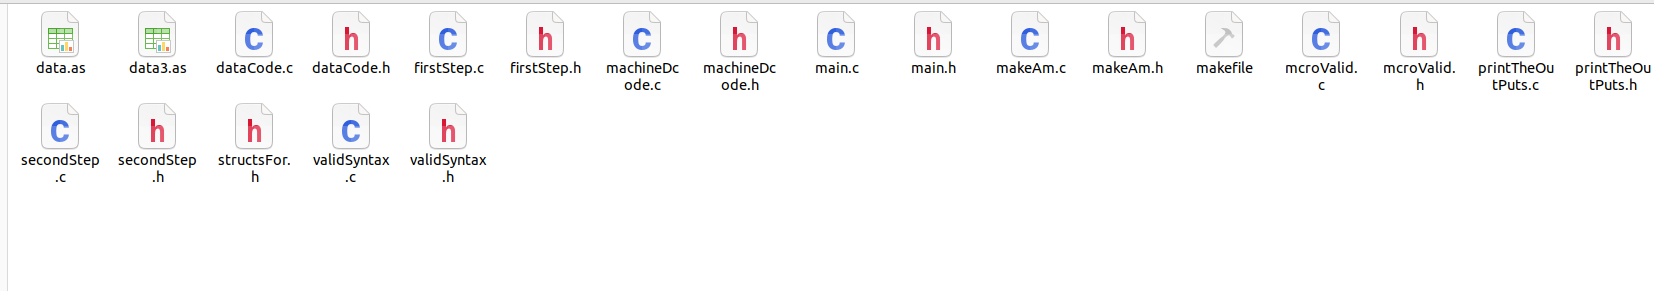 data.as data3.as dataCode.c dataCode.h firstStep.c firstStep.h machineDc main.c main.h makeAm.c makeAm.h makefile mcroValid. mcroValid. printTheOu printTheOu
ode.c
machineDc
ode.h
c
h
tPuts.c
tPuts.h
secondStep
.c
secondStep
.h
structsFor.
h
validSyntax
.c
validSyntax
.h